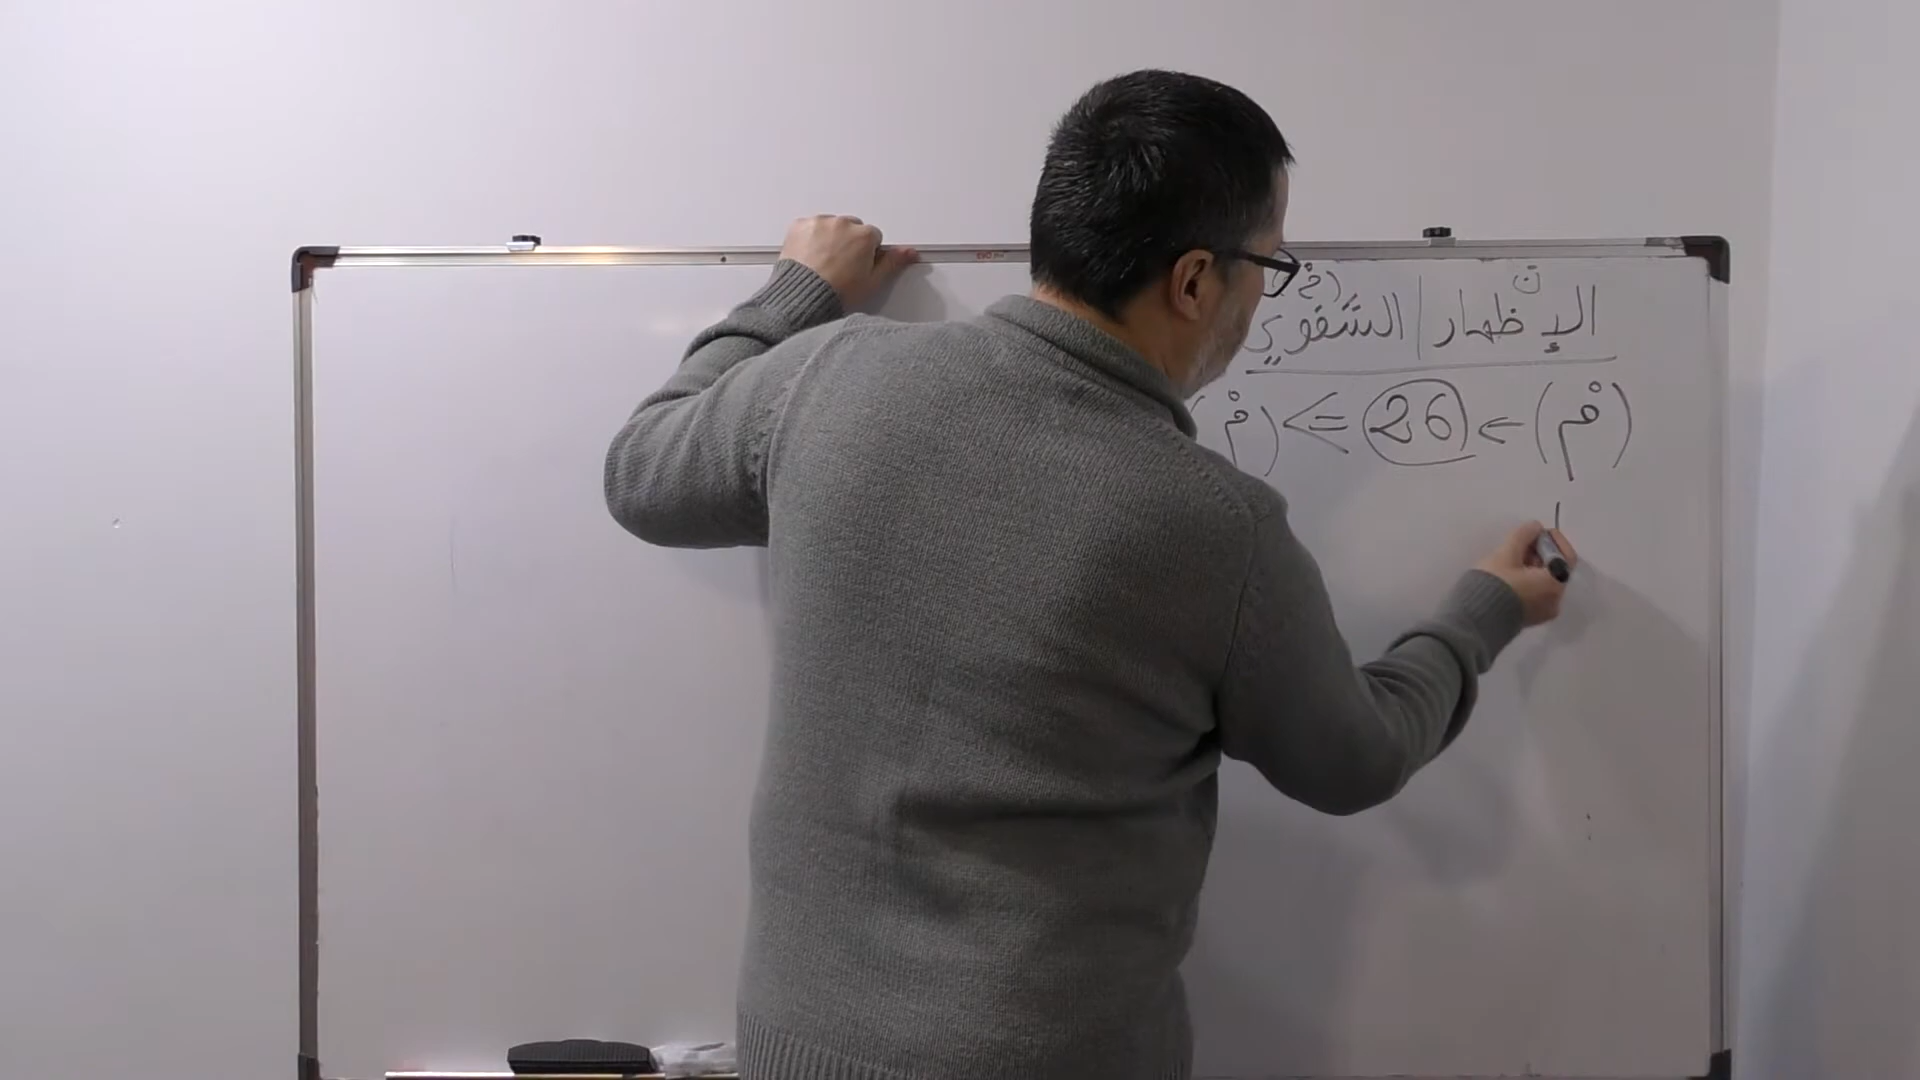 نْ (مْ)
الإظهار | الشفوي
(مْ) ← 26 <= (مْ)
ا